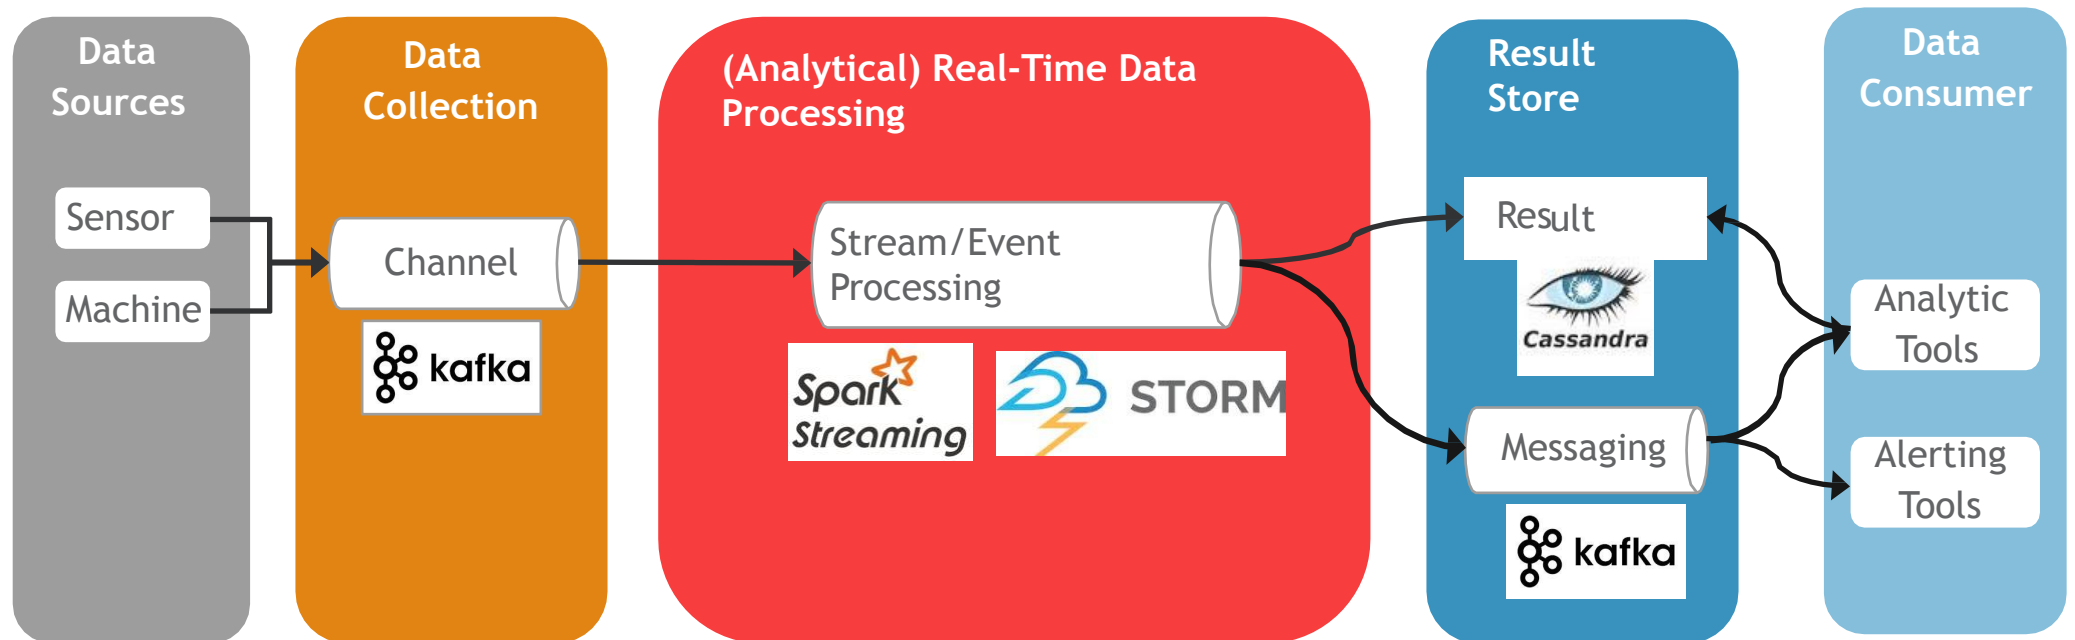 Data
Sources
Sensor
Machine
Data
Collection
Channel
kafka
(Analytical) Real-Time Data
Processing
Stream/Event
Processing
Spark
Streaming
STORM
Result
Store
Result
Cassandra
Messaging
kafka
Data
Consumer
Analytic
Tools
Alerting
Tools